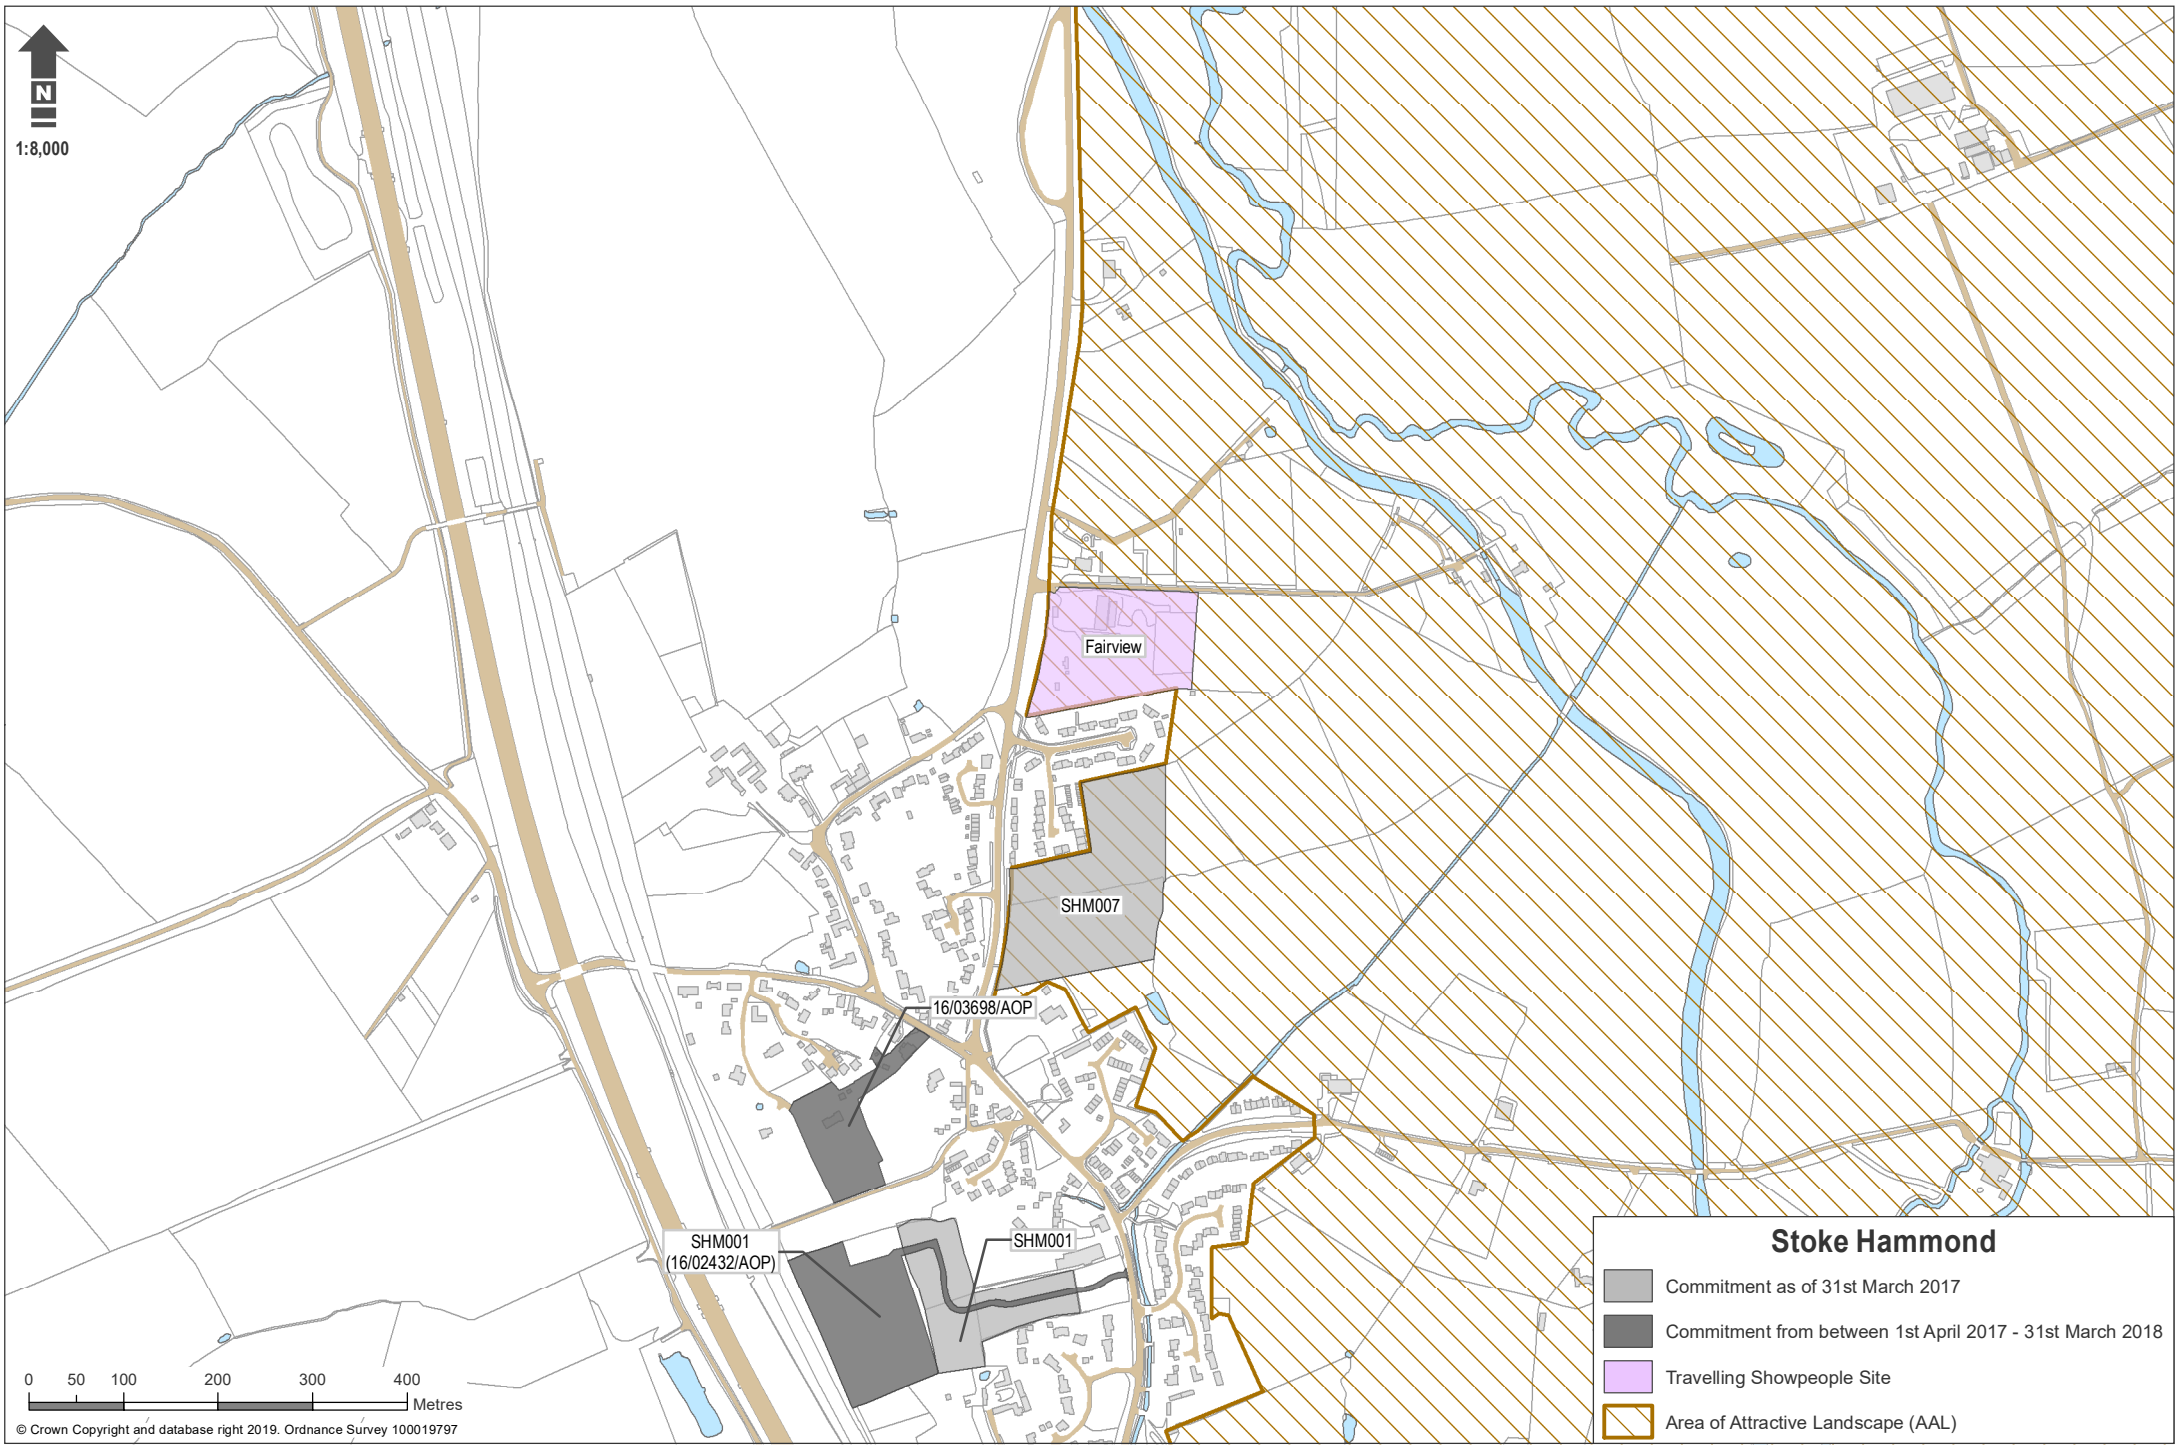 N
1:8,000
Fairview
SHM007
16/03698/AOP
SHM001
(16/02432/AOP)
SHM001
Stoke Hammond
Commitment as of 31st March 2017
Commitment from between 1st April 2017 - 31st March 2018
Travelling Showpeople Site
Area of Attractive Landscape (AAL)
0 50 100 200 300 400
Metres
© Crown Copyright and database right 2019. Ordnance Survey 100019797